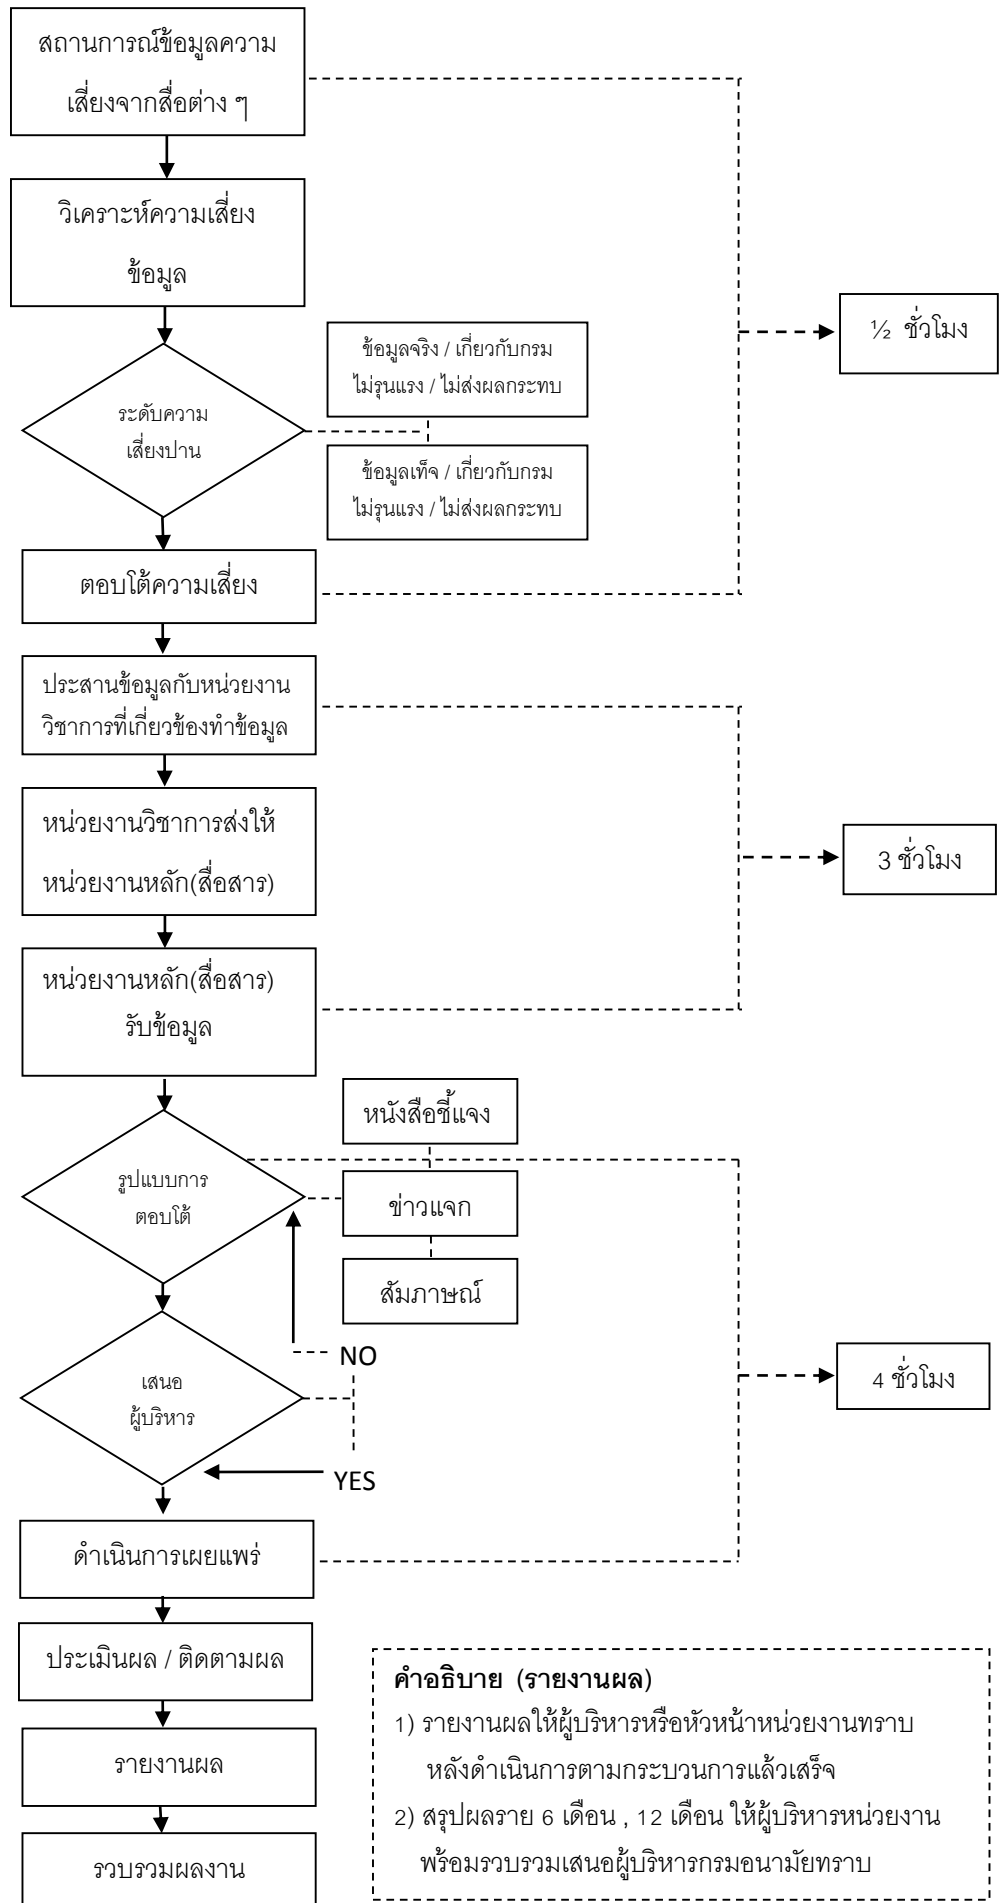 สถานการณ์ข้อมูลความ
เสี่ยงจากสื่อต่าง ๆ
วิเคราะห์ความเสี่ยง
ข้อมูล
½ ชั่วโมง
ข้อมูลจริง / เกี่ยวกับกรม
ไม่รุนแรง / ไม่ส่งผลกระทบ
ระดับความ
เสี่ยงปาน
ข้อมูลเท็จ / เกี่ยวกับกรม
ไม่รุนแรง / ไม่ส่งผลกระทบ
ตอบโต้ความเสี่ยง
ประสานข้อมูลกับหน่วยงาน
วิชาการที่เกี่ยวข้องทำข้อมูล
หน่วยงานวิชาการส่งให้
หน่วยงานหลัก(สื่อสาร)
3 ชั่วโมง
หน่วยงานหลัก(สื่อสาร)
รับข้อมูล
หนังสือชี้แจง
รูปแบบการ
ตอบโต้
ข่าวแจก
สัมภาษณ์
NO
เสนอ
ผู้บริหาร
4 ชั่วโมง
YES
ดำเนินการเผยแพร่
ประเมินผล / ติดตามผล
รายงานผล
รวบรวมผลงาน
คำอธิบาย (รายงานผล)
1) รายงานผลให้ผู้บริหารหรือหัวหน้าหน่วยงานทราบ
หลังดำเนินการตามกระบวนการแล้วเสร็จ
2) สรุปผลราย 6 เดือน , 12 เดือน ให้ผู้บริหารหน่วยงาน
พร้อมรวบรวมเสนอผู้บริหารกรมอนามัยทราบ